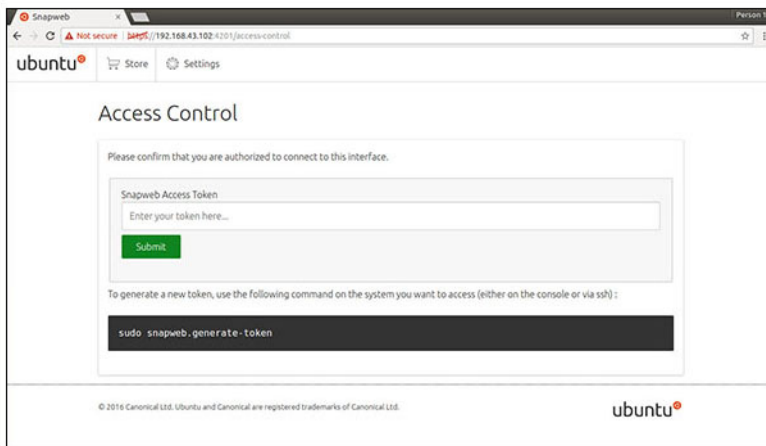 Snapweb
Person 1
Not secure | https://192.168.43.102:4201/access-control
ubuntu
Store
Settings
Access Control
Please confirm that you are authorized to connect to this interface.
Snapweb Access Token
Enter your token here...
Submit
To generate a new token, use the following command on the system you want to access (either on the console or via ssh) :
sudo snapweb.generate-token
© 2016 Canonical Ltd. Ubuntu and Canonical are registered trademarks of Canonical Ltd.
ubuntu